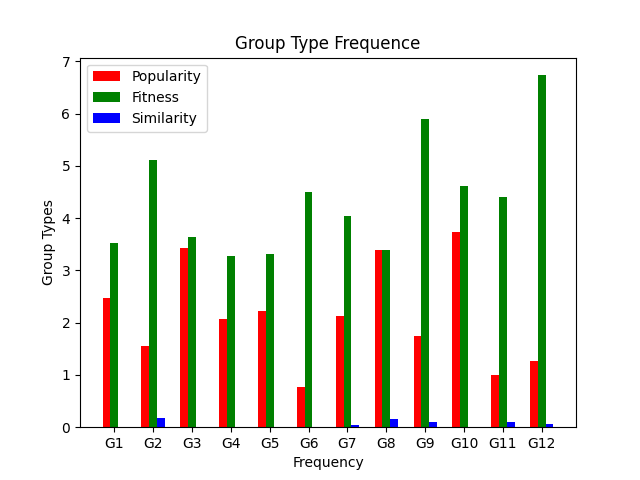 Group Type Frequence
7
6
5
4
3
2
1
0
Group Types
Popularity
Fitness
Similarity
G1 G2 G3 G4 G5 G6 G7 G8 G9 G10 G11 G12
Frequency